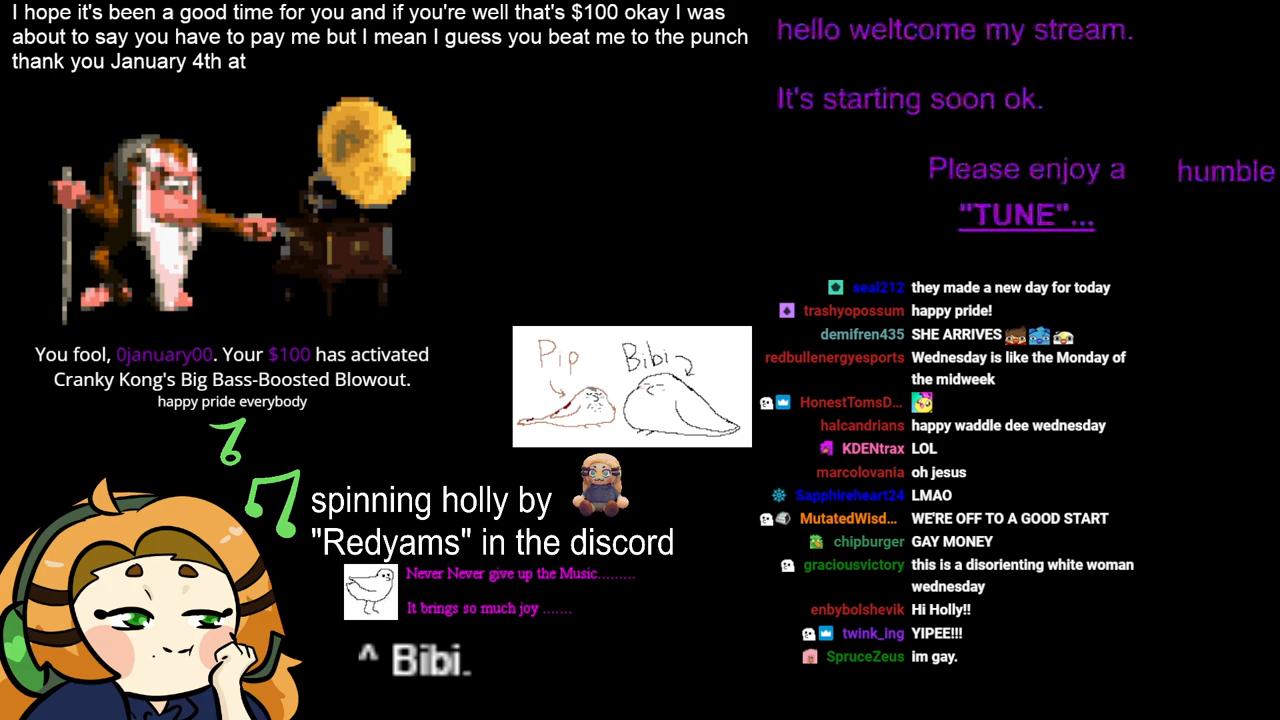 I hope it's been a good time for you and if you're well that's $100 okay I was
about to say you have to pay me but I mean I guess you beat me to the punch
thank you January 4th at
hello weltcome my stream.
It's starting soon ok.
Please enjoy a humble
"TUNE"...
You fool, 0january00. Your $100 has activated
Cranky Kong's Big Bass-Boosted Blowout.
happy pride everybody
Pip
Bibi
spinning holly by
"Redyams" in the discord
Never Never give up the Music.........
It brings so much joy .......
^ Bibi.
seal212 they made a new day for today
trashyopossum happy pride!
demifren435 SHE ARRIVES
redbullenergyesports Wednesday is like the Monday of
the midweek
HonestTomsD...
halcandrians happy waddle dee wednesday
KDENtrax LOL
marcolovania oh jesus
Sapphireheart24 LMAO
MutatedWisd... WE'RE OFF TO A GOOD START
chipburger GAY MONEY
graciousvictory this is a disorienting white woman
wednesday
enbybolshevik Hi Holly!!
twink_ing YIPEE!!!
SpruceZeus im gay.